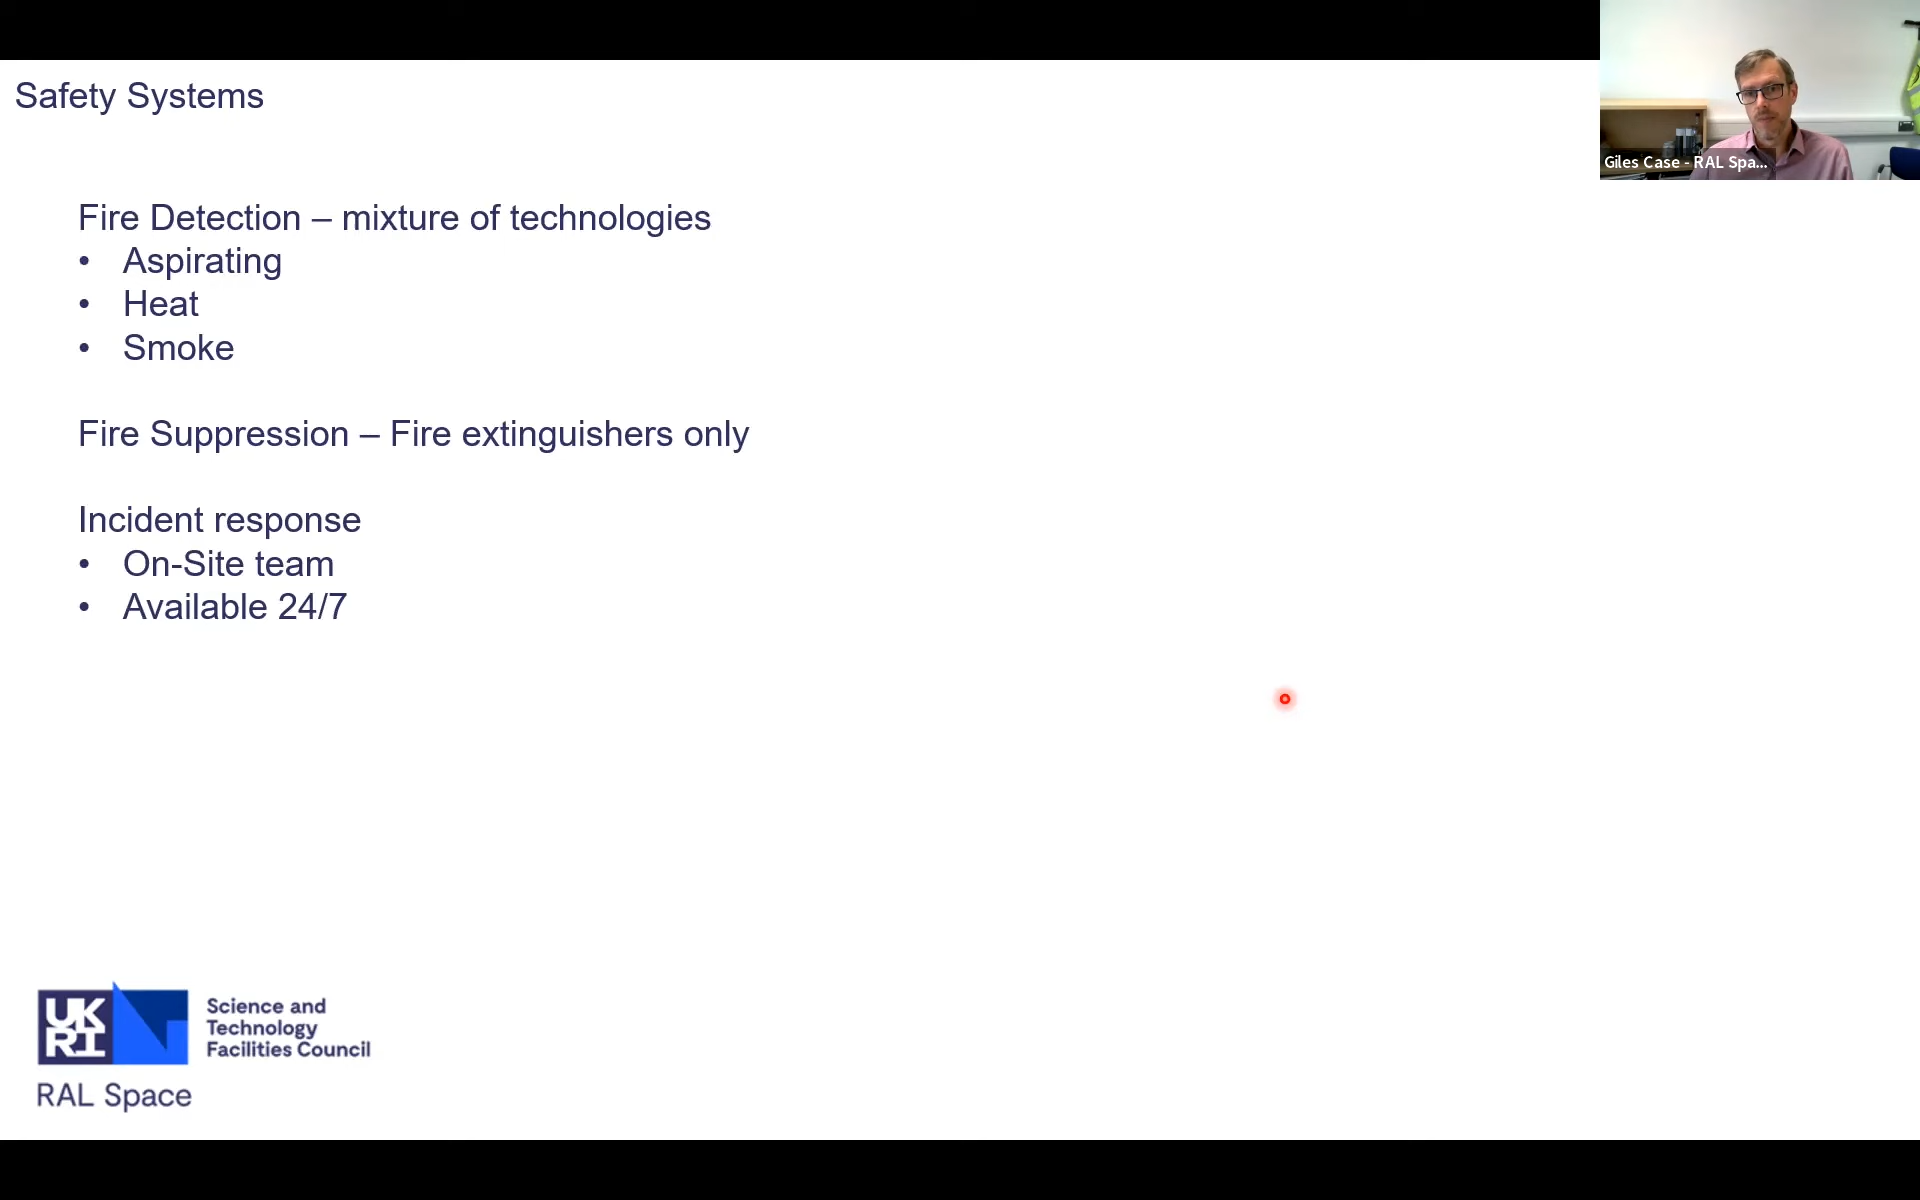 Safety Systems
Giles Case - RAL Spa...
Fire Detection – mixture of technologies
• Aspirating
• Heat
• Smoke
Fire Suppression – Fire extinguishers only
Incident response
• On-Site team
• Available 24/7
UK
RI
Science and
Technology
Facilities Council
RAL Space